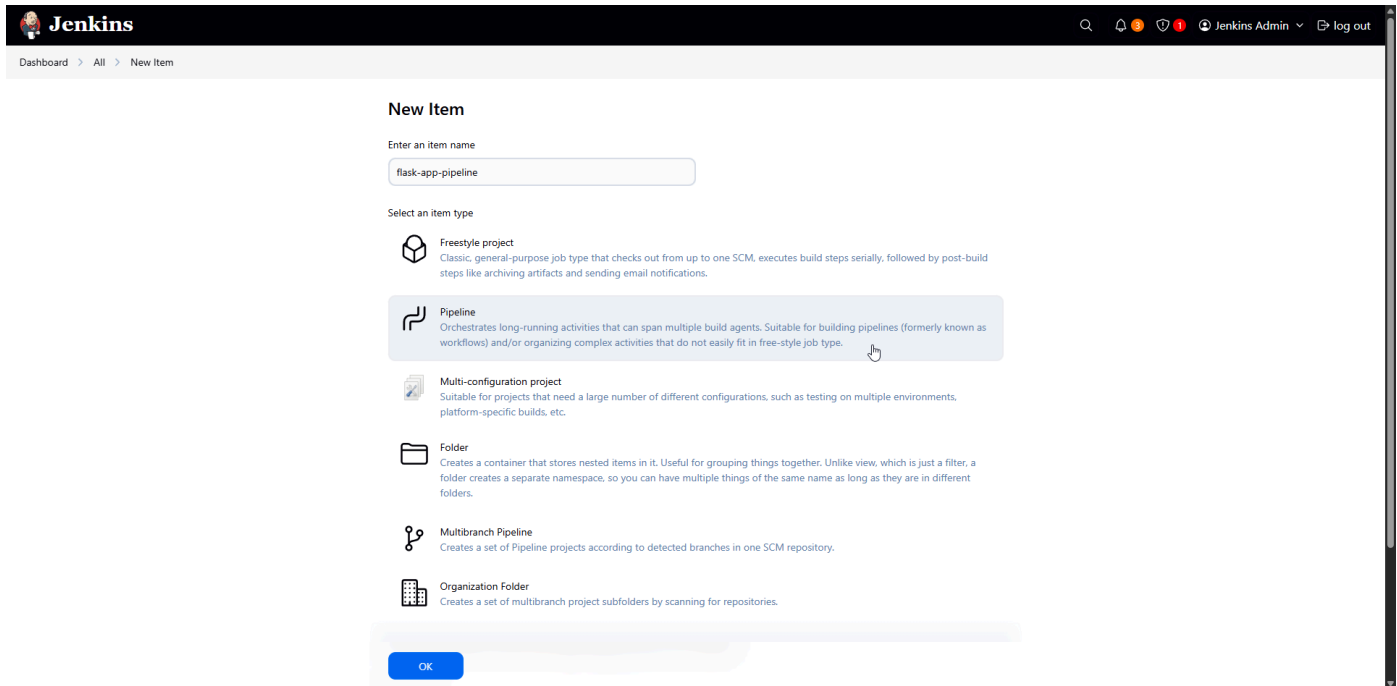 Jenkins
3
1
Jenkins Admin
log out
Dashboard > All > New Item
New Item
Enter an item name
flask-app-pipeline
Select an item type
Freestyle project
Classic, general-purpose job type that checks out from up to one SCM, executes build steps serially, followed by post-build
steps like archiving artifacts and sending email notifications.
Pipeline
Orchestrates long-running activities that can span multiple build agents. Suitable for building pipelines (formerly known as
workflows) and/or organizing complex activities that do not easily fit in free-style job type.
Multi-configuration project
Suitable for projects that need a large number of different configurations, such as testing on multiple environments,
platform-specific builds, etc.
Folder
Creates a container that stores nested items in it. Useful for grouping things together. Unlike view, which is just a filter, a
folder creates a separate namespace, so you can have multiple things of the same name as long as they are in different
folders.
Multibranch Pipeline
Creates a set of Pipeline projects according to detected branches in one SCM repository.
Organization Folder
Creates a set of multibranch project subfolders by scanning for repositories.
OK